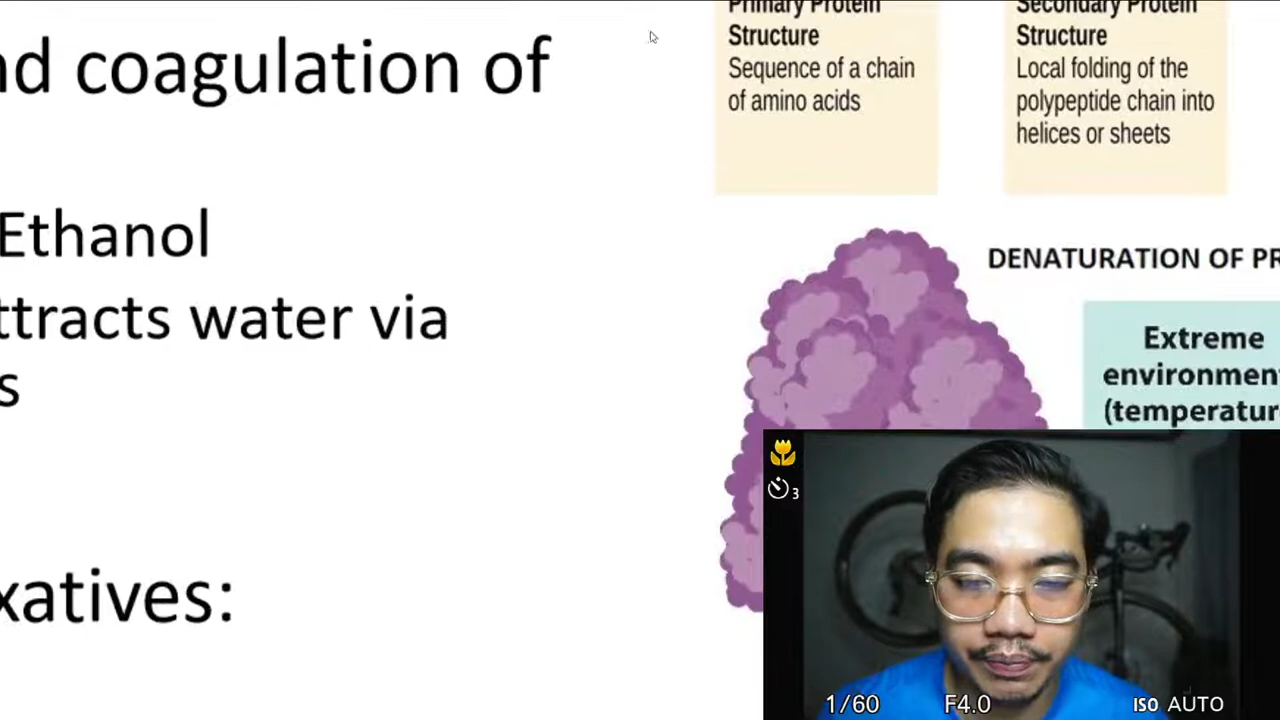 nd coagulation of
Ethanol
ttracts water via
s
xatives:
Primary Protein
Structure
Sequence of a chain
of amino acids
Secondary Protein
Structure
Local folding of the
polypeptide chain into
helices or sheets
DENATURATION OF PR
Extreme
environment
(temperatur
3
1/60
F4.0
ISO AUTO